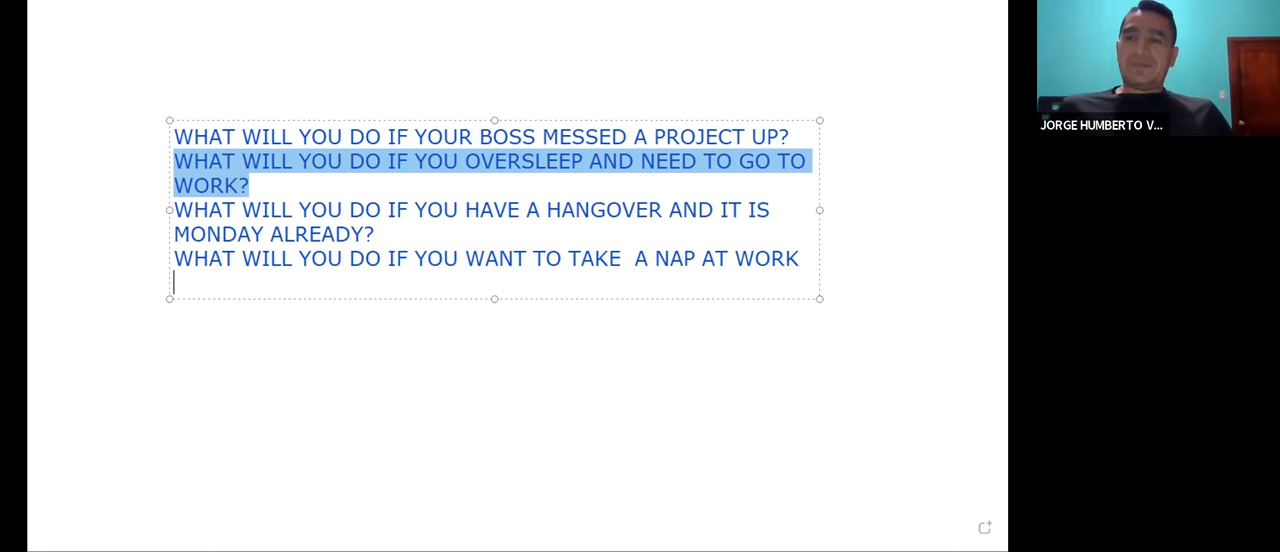 WHAT WILL YOU DO IF YOUR BOSS MESSED A PROJECT UP?
WHAT WILL YOU DO IF YOU OVERSLEEP AND NEED TO GO TO
WORK?
WHAT WILL YOU DO IF YOU HAVE A HANGOVER AND IT IS
MONDAY ALREADY?
WHAT WILL YOU DO IF YOU WANT TO TAKE  A NAP AT WORK
JORGE HUMBERTO V...